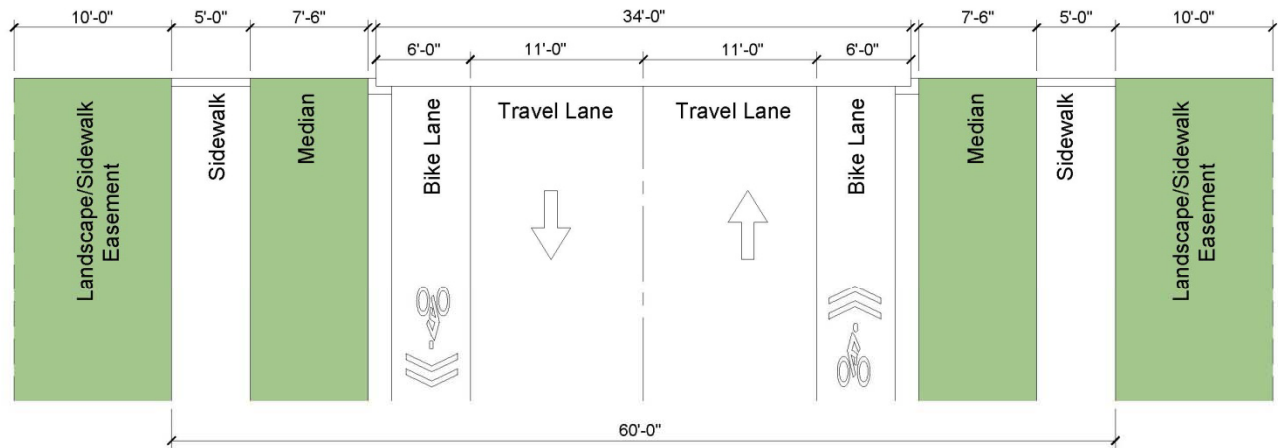 10'-0"
5'-0"
7'-6"
34'-0"
7'-6"
5'-0"
10'-0"
6'-0"
11'-0"
11'-0"
6'-0"
Landscape/Sidewalk
Easement
Sidewalk
Median
Bike Lane
Travel Lane
Travel Lane
Bike Lane
Median
Sidewalk
Landscape/Sidewalk
Easement
60'-0"